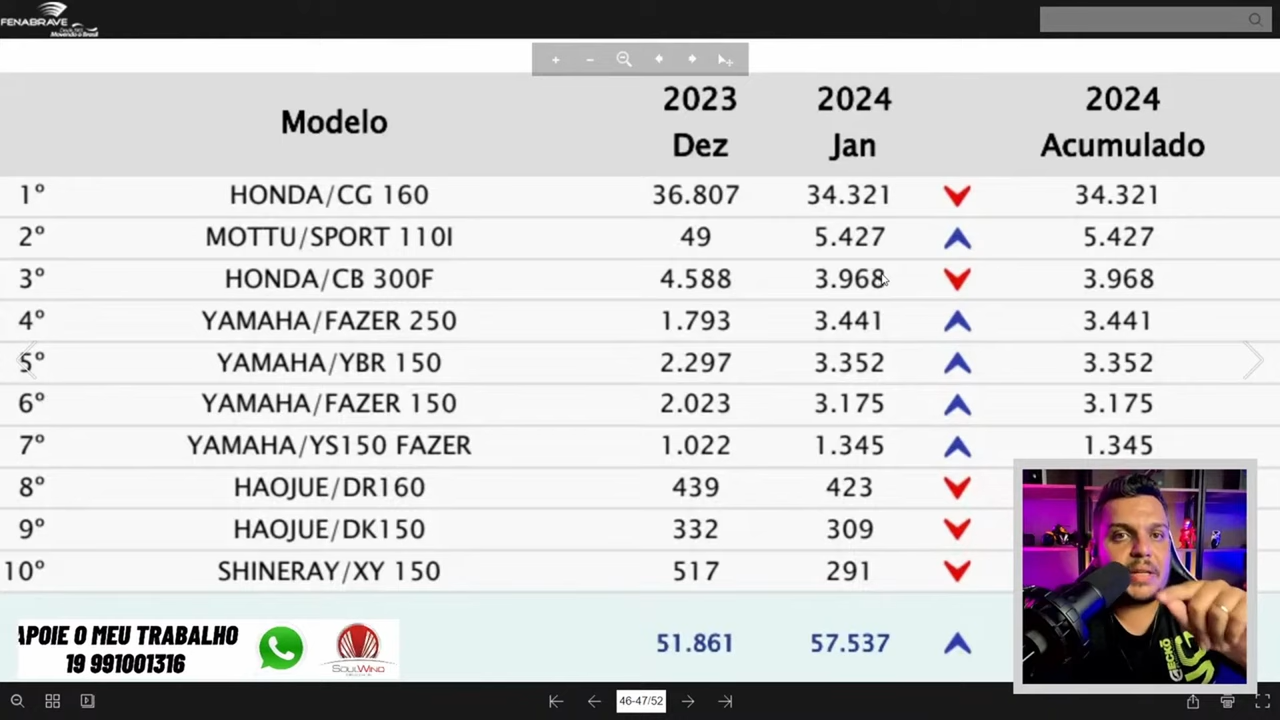 FENABRAVE
Movendo o Brasil
Modelo 2023 Dez 2024 Jan 2024 Acumulado
1º HONDA/CG 160 36.807 34.321 34.321
2º MOTTU/SPORT 110I 49 5.427 5.427
3º HONDA/CB 300F 4.588 3.968 3.968
4º YAMAHA/FAZER 250 1.793 3.441 3.441
5º YAMAHA/YBR 150 2.297 3.352 3.352
6º YAMAHA/FAZER 150 2.023 3.175 3.175
7º YAMAHA/YS150 FAZER 1.022 1.345 1.345
8º HAOJUE/DR160 439 423
9º HAOJUE/DK150 332 309
10º SHINERAY/XY 150 517 291
51.861 57.537
APOIE O MEU TRABALHO
19 991001316
SOULWIND
GECKO
46-47/52